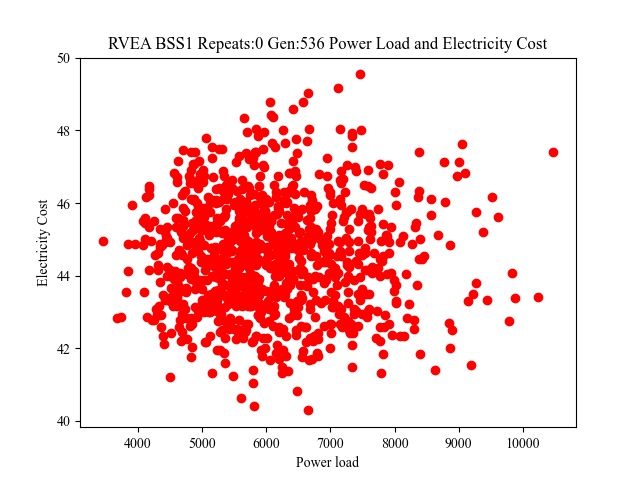 RVEA BSS1 Repeats:0 Gen:536 Power Load and Electricity Cost
50
48
46
44
42
40
Electricity Cost
4000 5000 6000 7000 8000 9000 10000
Power load